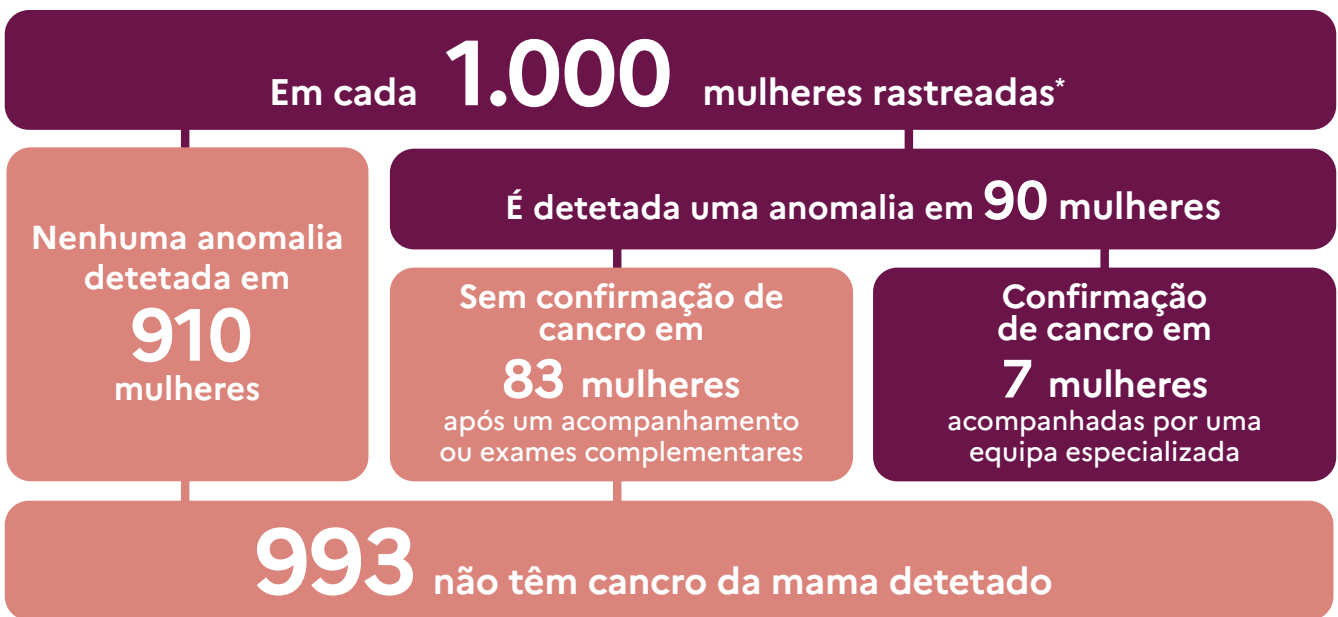 Em cada 1.000 mulheres rastreadas*
Nenhuma anomalia
detetada em
910
mulheres
É detetada uma anomalia em 90 mulheres
Sem confirmação de
cancro em
83 mulheres
após um acompanhamento
ou exames complementares
Confirmação
de cancro em
7 mulheres
acompanhadas por uma
equipa especializada
993 não têm cancro da mama detetado